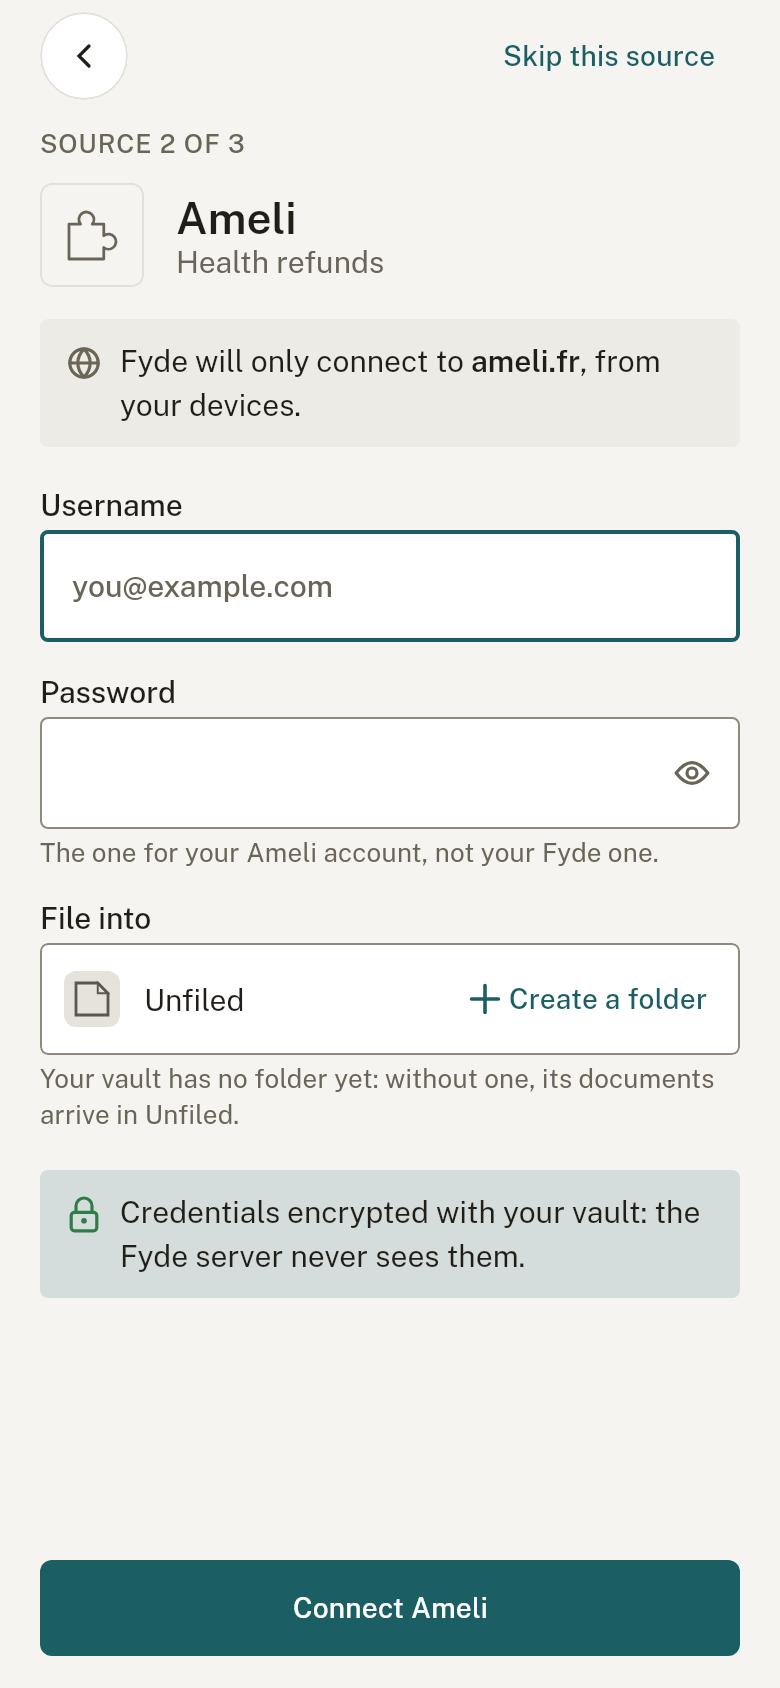 Skip this source
SOURCE 2 OF 3
Ameli
Health refunds
Fyde will only connect to ameli.fr, from
your devices.
Username
you@example.com
Password
The one for your Ameli account, not your Fyde one.
File into
Unfiled
Create a folder
Your vault has no folder yet: without one, its documents
arrive in Unfiled.
Credentials encrypted with your vault: the
Fyde server never sees them.
Connect Ameli